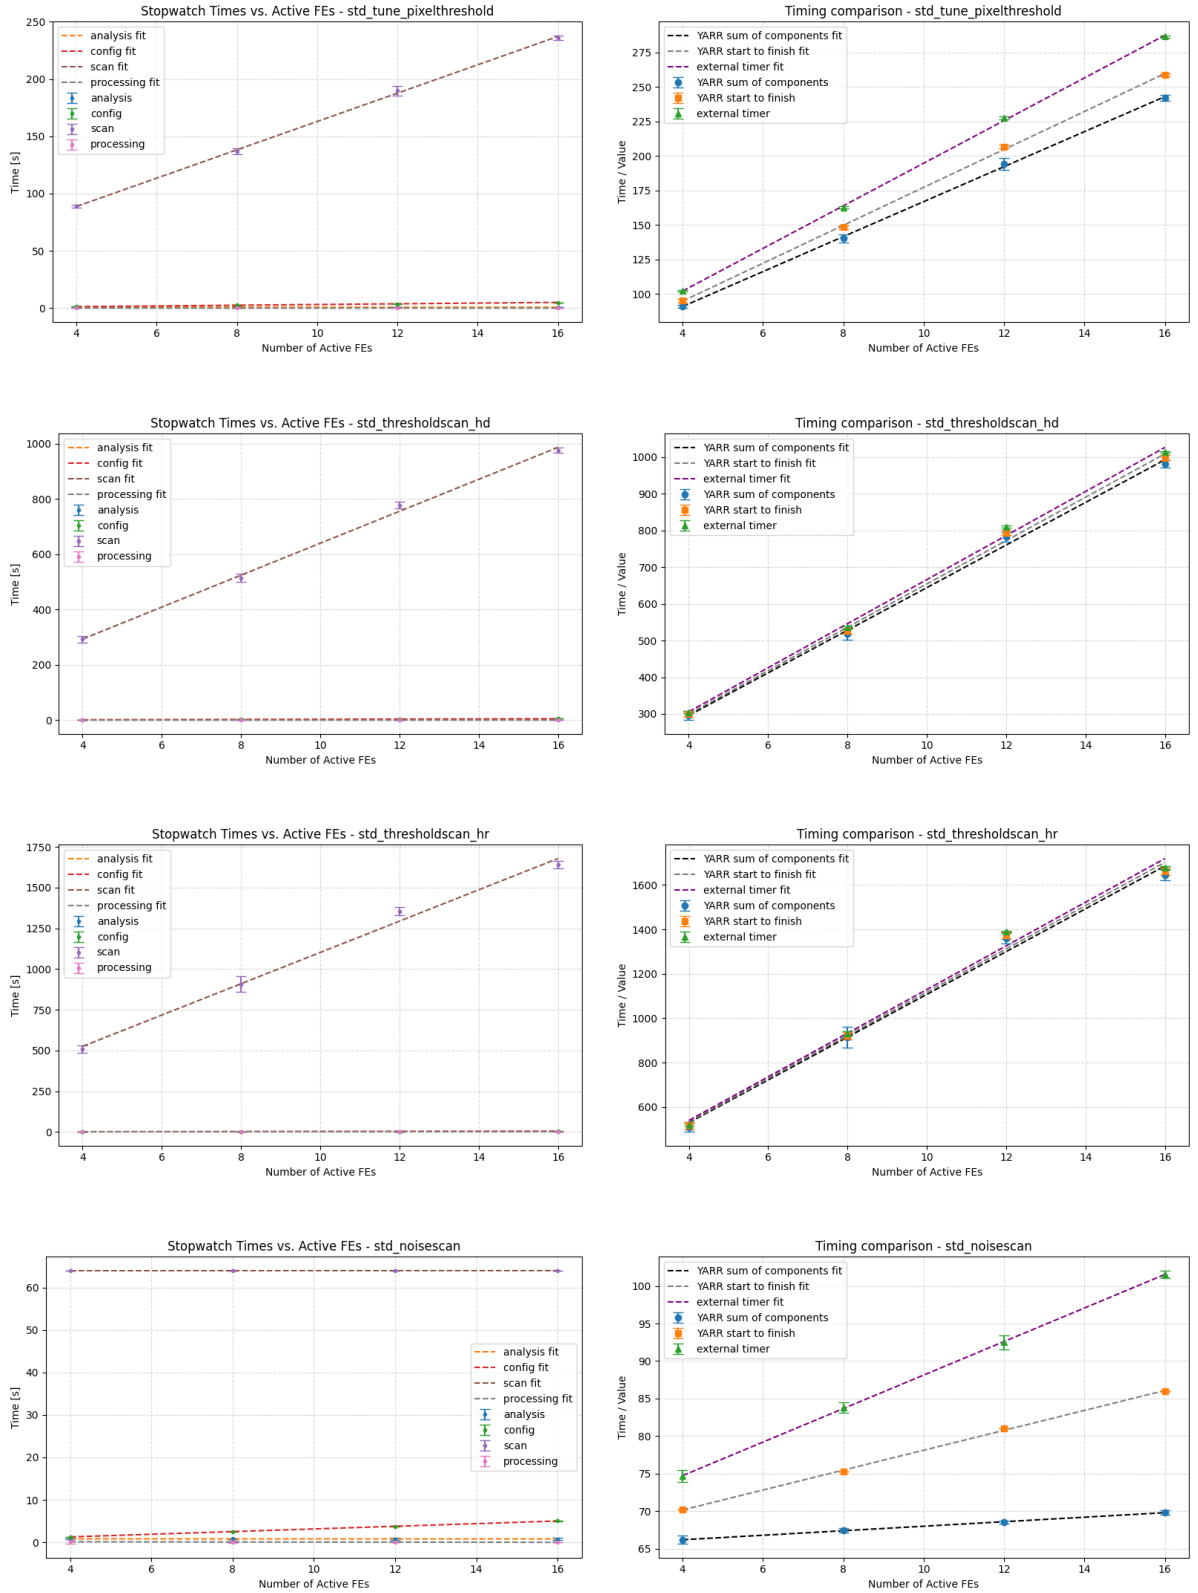 Stopwatch Times vs. Active FEs - std_tune_pixelthreshold
250
200
150
100
50
0
Time [s]
analysis fit
config fit
scan fit
processing fit
analysis
config
scan
processing
4 6 8 10 12 14 16
Number of Active FEs
Timing comparison - std_tune_pixelthreshold
275
250
225
200
175
150
125
100
Time / Value
YARR sum of components fit
YARR start to finish fit
external timer fit
YARR sum of components
YARR start to finish
external timer
4 6 8 10 12 14 16
Number of Active FEs
Stopwatch Times vs. Active FEs - std_thresholdscan_hd
1000
800
600
400
200
0
Time [s]
analysis fit
config fit
scan fit
processing fit
analysis
config
scan
processing
4 6 8 10 12 14 16
Number of Active FEs
Timing comparison - std_thresholdscan_hd
1000
900
800
700
600
500
400
300
Time / Value
YARR sum of components fit
YARR start to finish fit
external timer fit
YARR sum of components
YARR start to finish
external timer
4 6 8 10 12 14 16
Number of Active FEs
Stopwatch Times vs. Active FEs - std_thresholdscan_hr
1750
1500
1250
1000
750
500
250
0
Time [s]
analysis fit
config fit
scan fit
processing fit
analysis
config
scan
processing
4 6 8 10 12 14 16
Number of Active FEs
Timing comparison - std_thresholdscan_hr
1600
1400
1200
1000
800
600
Time / Value
YARR sum of components fit
YARR start to finish fit
external timer fit
YARR sum of components
YARR start to finish
external timer
4 6 8 10 12 14 16
Number of Active FEs
Stopwatch Times vs. Active FEs - std_noisescan
60
50
40
30
20
10
0
Time [s]
analysis fit
config fit
scan fit
processing fit
analysis
config
scan
processing
4 6 8 10 12 14 16
Number of Active FEs
Timing comparison - std_noisescan
100
95
90
85
80
75
70
65
Time / Value
YARR sum of components fit
YARR start to finish fit
external timer fit
YARR sum of components
YARR start to finish
external timer
4 6 8 10 12 14 16
Number of Active FEs